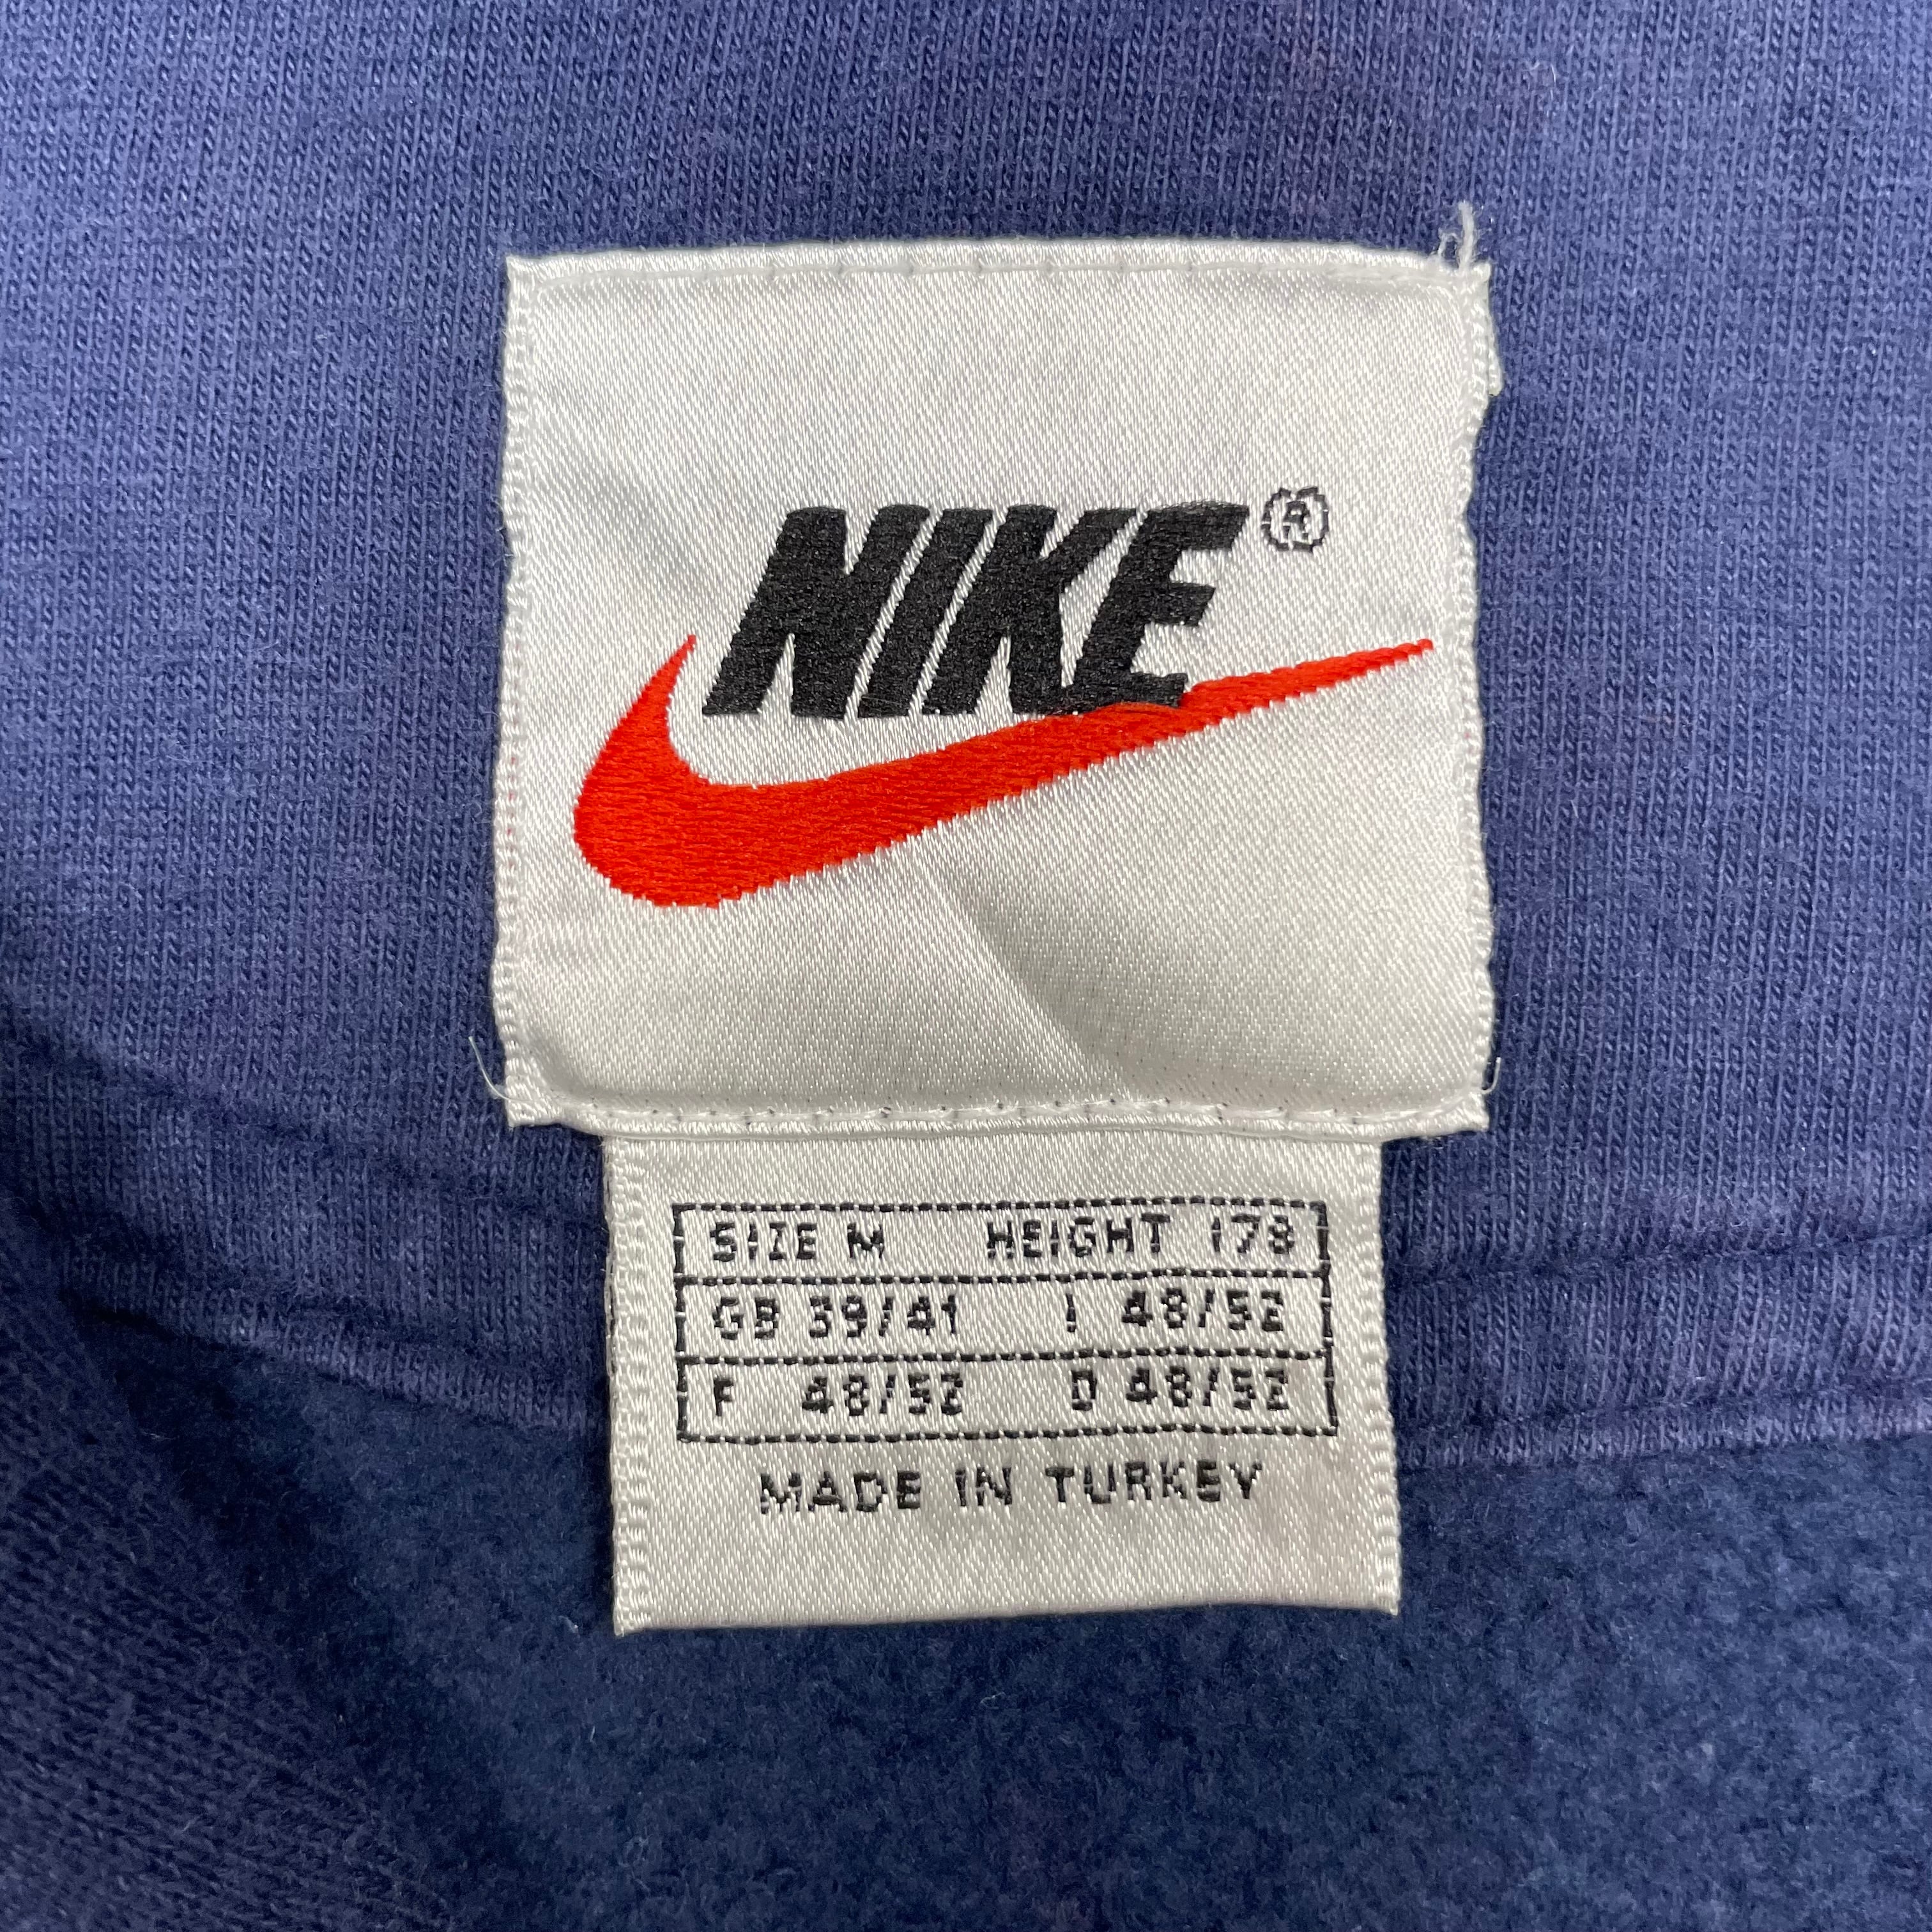 NIKE®
SIZE M HEIGHT 178
GB 39/41 I 48/52
F 48/52 D 48/52
MADE IN TURKEY